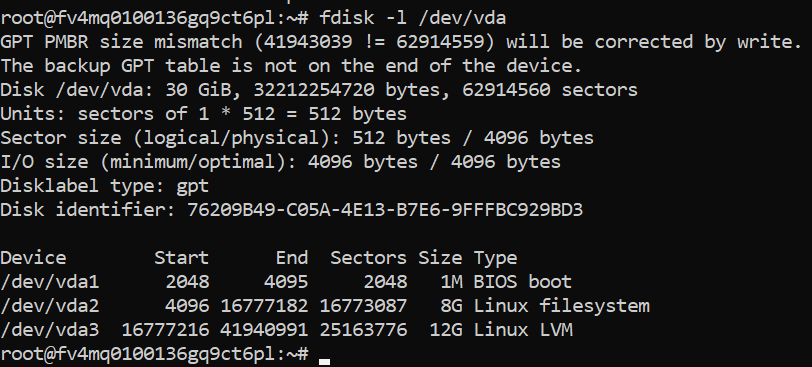 root@fv4mq0100136gq9ct6pl:~# fdisk -l /dev/vda
GPT PMBR size mismatch (41943039 != 62914559) will be corrected by write.
The backup GPT table is not on the end of the device.
Disk /dev/vda: 30 GiB, 32212254720 bytes, 62914560 sectors
Units: sectors of 1 * 512 = 512 bytes
Sector size (logical/physical): 512 bytes / 4096 bytes
I/O size (minimum/optimal): 4096 bytes / 4096 bytes
Disklabel type: gpt
Disk identifier: 76209B49-C05A-4E13-B7E6-9FFFBC929BD3
Device Start End Sectors Size Type
/dev/vda1 2048 4095 2048 1M BIOS boot
/dev/vda2 4096 16777182 16773087 8G Linux filesystem
/dev/vda3 16777216 41940991 25163776 12G Linux LVM
root@fv4mq0100136gq9ct6pl:~#